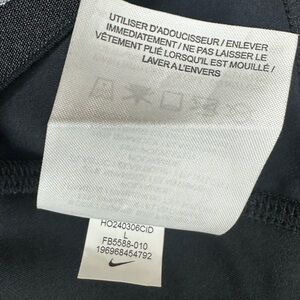 UTILISER D'ADOUCISSEUR / ENLEVER
IMMEDIATEMENT / NE PAS LAISSER LE
VÊTEMENT PLIÉ LORSQU'IL EST MOUILLÉ /
LAVER A L'ENVERS
HO240306CID
L
FB5588-010
196968454792